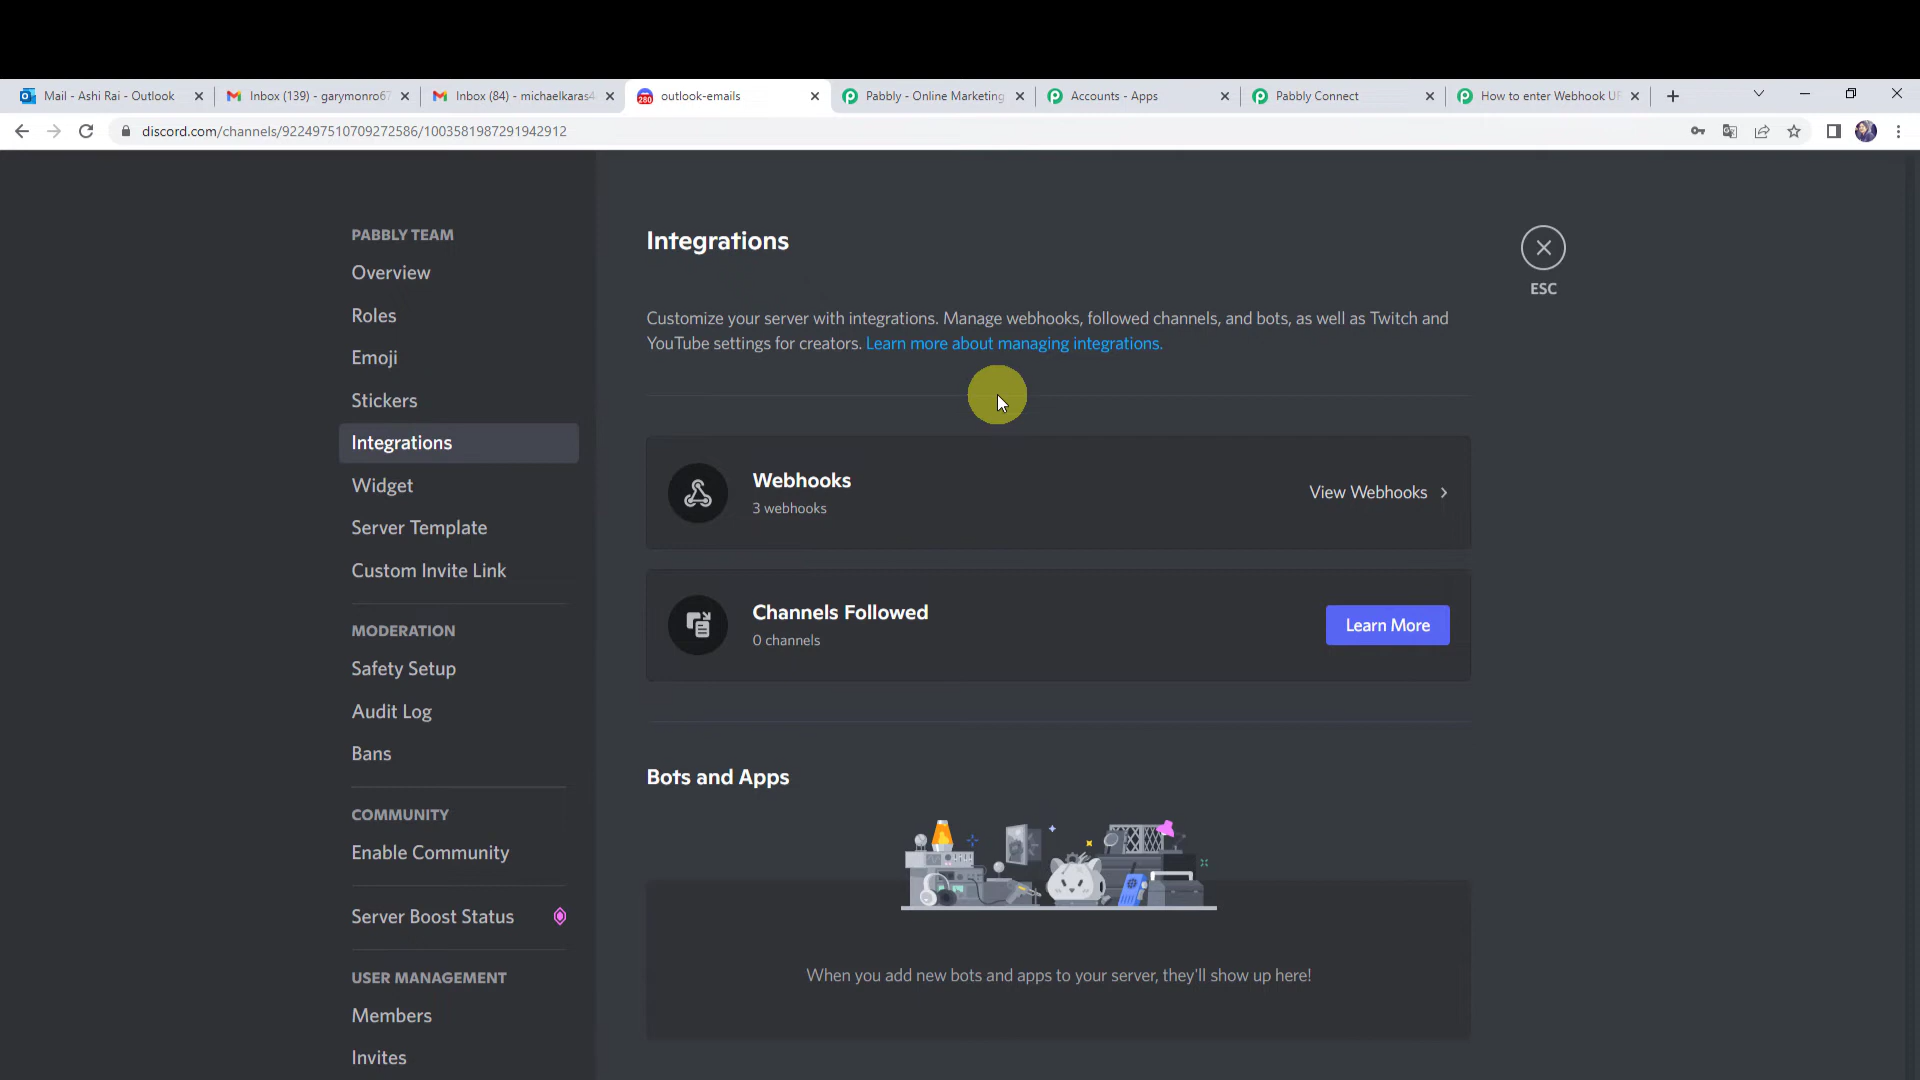 Mail - Ashi Rai - Outlook
Inbox (139) - garymonro67
Inbox (84) - michaelkaras4
280
outlook-emails
Pabbly - Online Marketing
Accounts - Apps
Pabbly Connect
How to enter Webhook UR
discord.com/channels/922497510709272586/1003581987291942912
PABBLY TEAM
Overview
Roles
Emoji
Stickers
Integrations
Widget
Server Template
Custom Invite Link
MODERATION
Safety Setup
Audit Log
Bans
COMMUNITY
Enable Community
Server Boost Status
USER MANAGEMENT
Members
Invites
Integrations
ESC
Customize your server with integrations. Manage webhooks, followed channels, and bots, as well as Twitch and
YouTube settings for creators. Learn more about managing integrations.
Webhooks
3 webhooks
View Webhooks
Channels Followed
0 channels
Learn More
Bots and Apps
When you add new bots and apps to your server, they'll show up here!